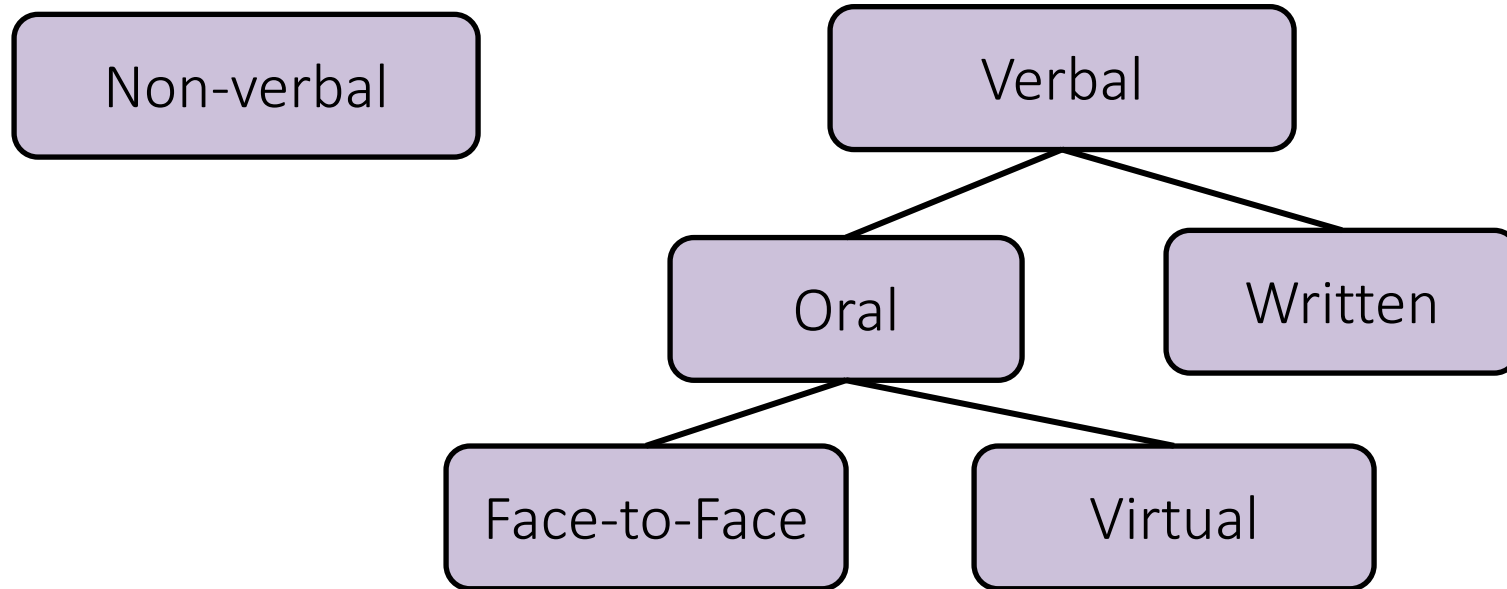 Non-verbal
Verbal
Oral
Written
Face-to-Face
Virtual